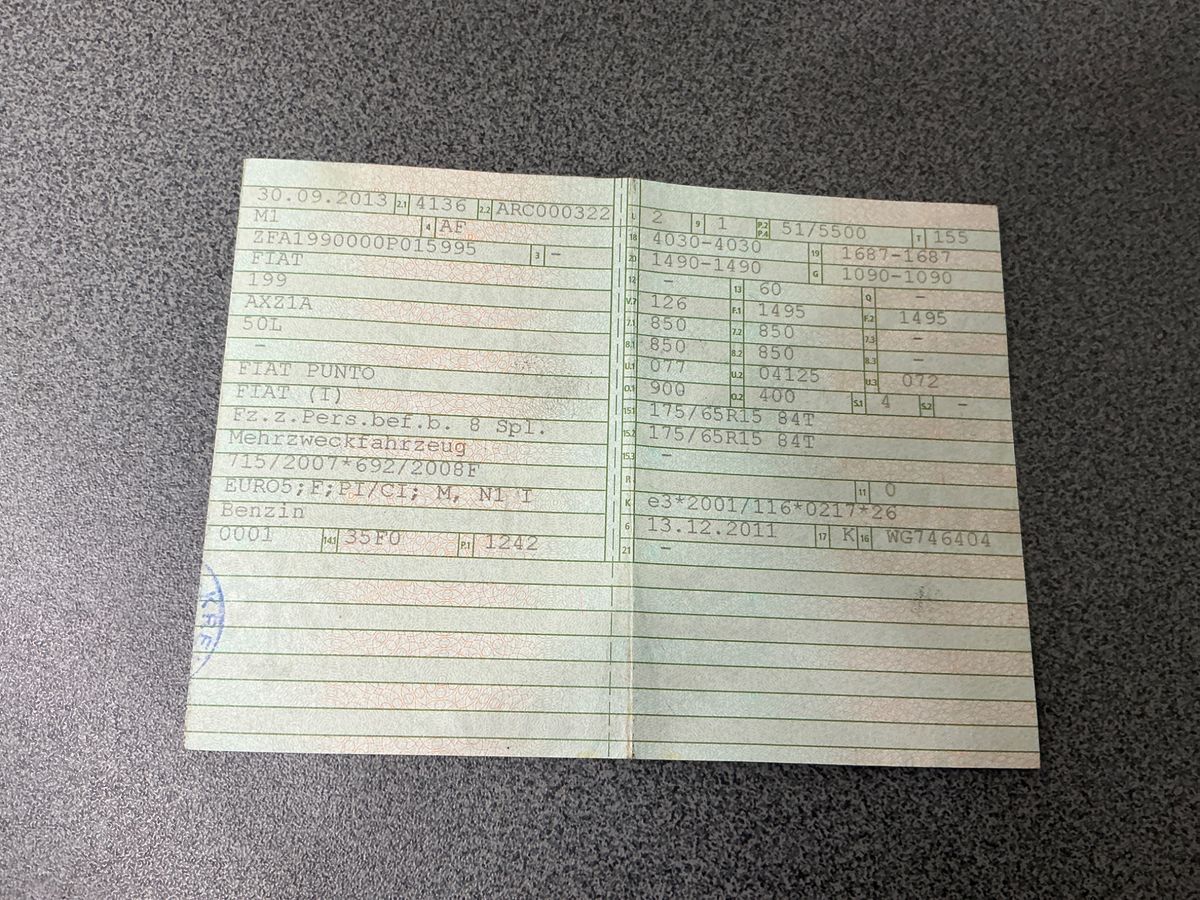 30.09.2013 2.1 4136 2.2 ARC000322
M1 4 AF
ZFA1990000P015995 3 -
FIAT
199
AXZ1A
50L
-
FIAT PUNTO
FIAT (I)
Fz.z.Pers.bef.b. 8 Spl.
Mehrzweckfahrzeug
715/2007*692/2008F
EURO5;F;PI/CI; M, N1 I
Benzin
0001 14.1 35F0 P.1 1242
KFF.
L 2 9 1 P.2 P.4 51/5500 T 155
18 4030-4030 19 1687-1687
20 1490-1490 G 1090-1090
12 - 13 60 Q -
V.7 126 F.1 1495 F.2 1495
7.1 850 7.2 850 7.3 -
8.1 850 8.2 850 8.3 -
U.1 077 U.2 04125 U.3 072
O.1 900 O.2 400 S.1 4 S.2 -
15.1 175/65R15 84T
15.2 175/65R15 84T
15.3 -
R 11 0
K e3*2001/116*0217*26
6 13.12.2011 17 K 16 WG746404
21 -